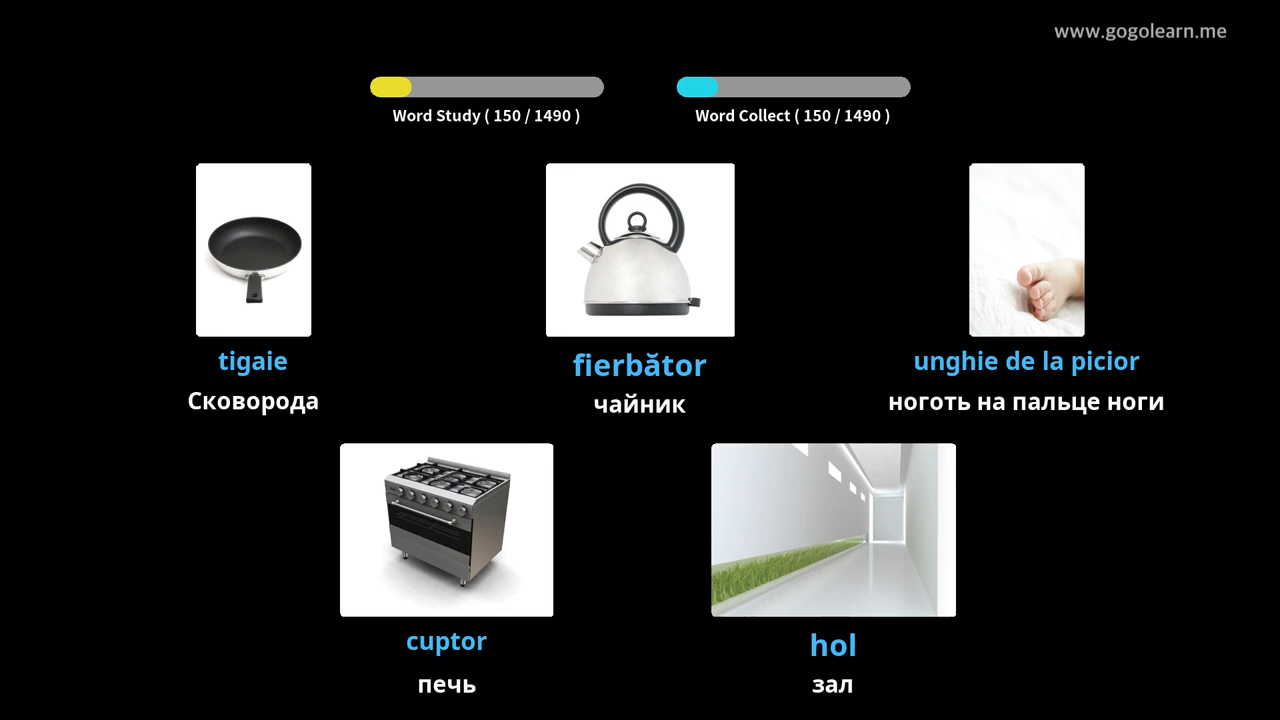 www.gogolearn.me
Word Study ( 150 / 1490 )
Word Collect ( 150 / 1490 )
tigaie
Сковорода
fierbător
чайник
unghie de la picior
ноготь на пальце ноги
cuptor
печь
hol
зал